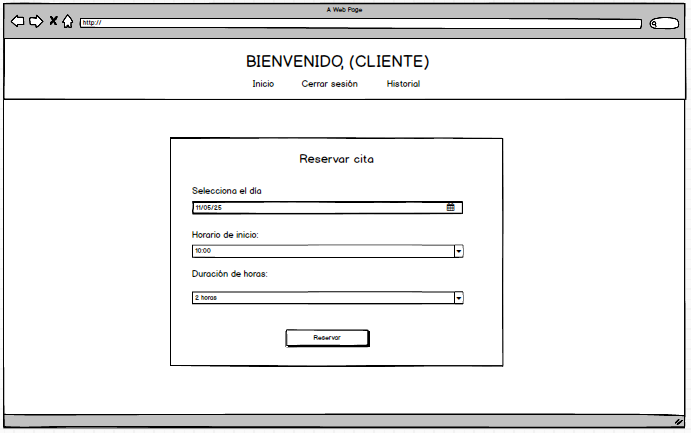 A Web Page
http://
BIENVENIDO, (CLIENTE)
Inicio Cerrar sesión Historial
Reservar cita
Selecciona el día
11/05/25
Horario de inicio:
10:00
Duración de horas:
2 horas
Reservar